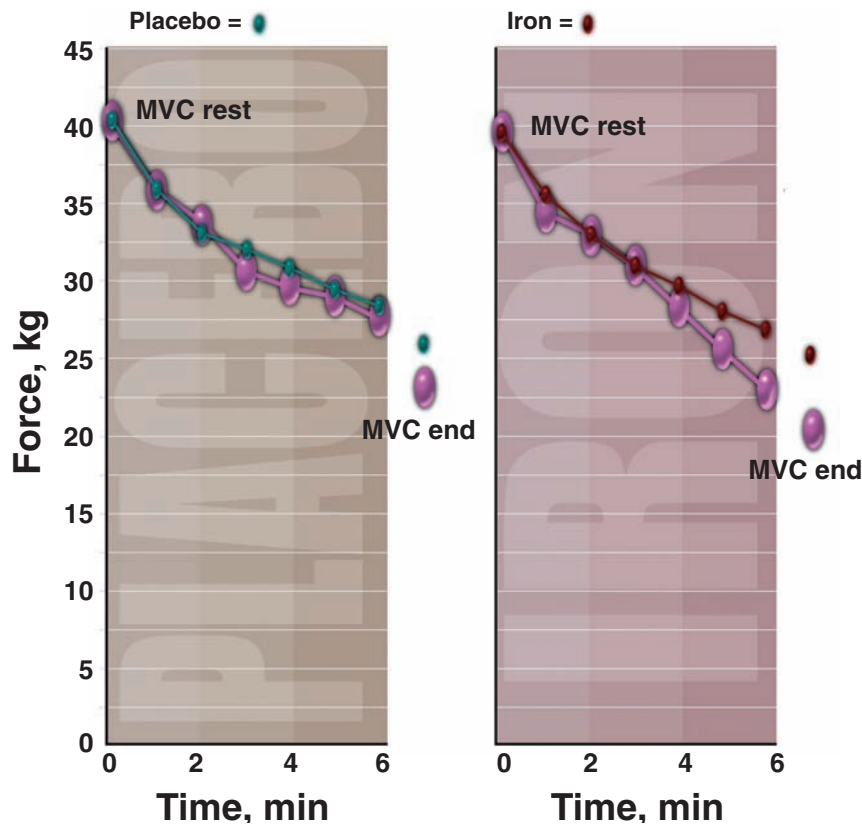 Placebo =
Iron =
45
40
35
30
25
20
15
10
5
0
Force, kg
PLACEBO
MVC rest
MVC end
0 2 4 6
Time, min
IRON
MVC rest
MVC end
0 2 4 6
Time, min